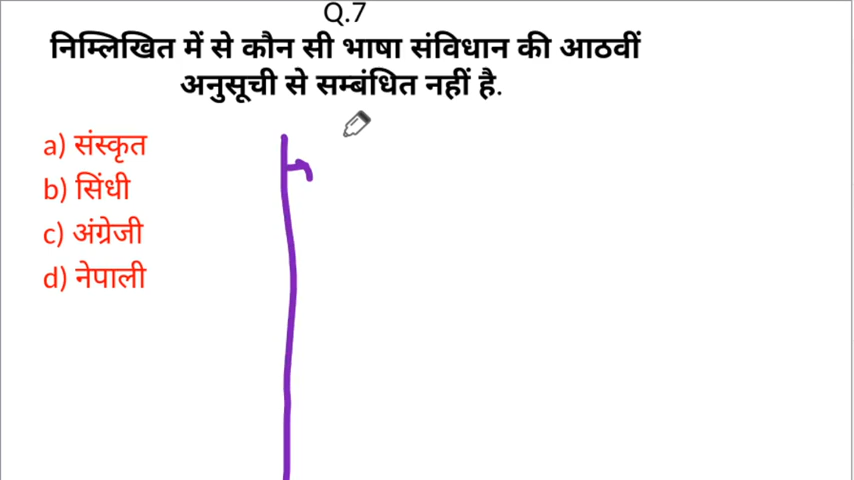 Q.7
निम्लिखित में से कौन सी भाषा संविधान की आठवीं
अनुसूची से सम्बंधित नहीं है.
a) संस्कृत
b) सिंधी
c) अंग्रेजी
d) नेपाली